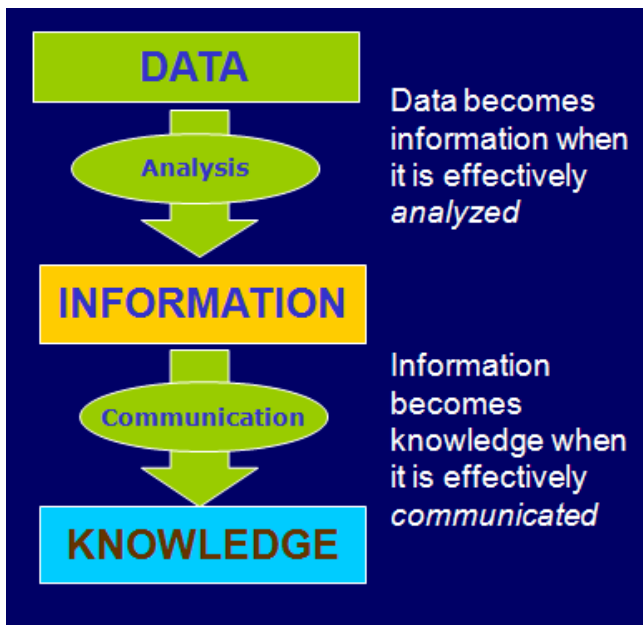 DATA
Analysis
Data becomes
information when
it is effectively
analyzed
INFORMATION
Communication
Information
becomes
knowledge when
it is effectively
communicated
KNOWLEDGE